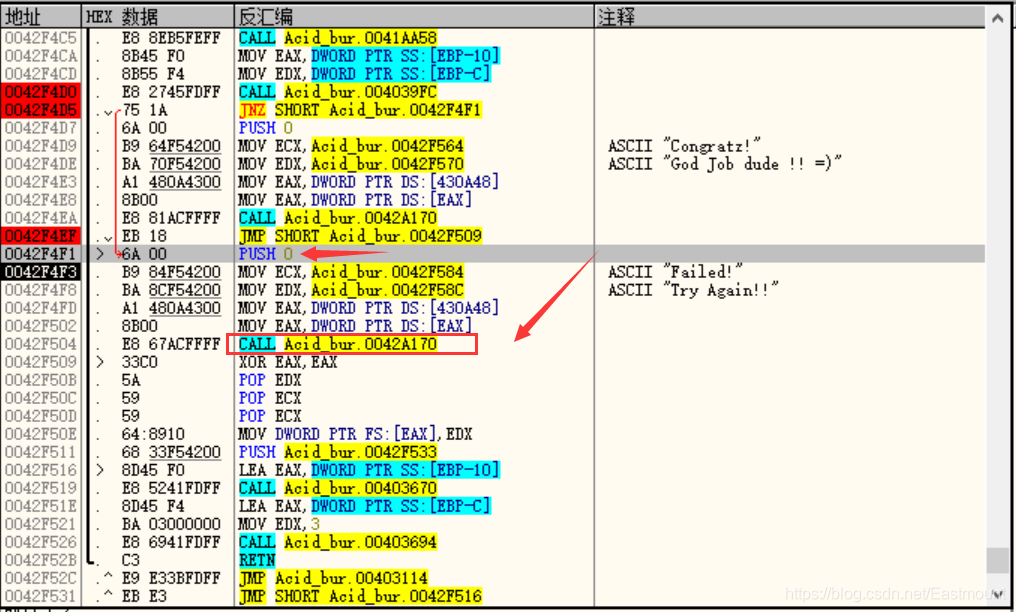 地址 HEX 数据 反汇编 注释
0042F4C5 . E8 8EB5FEFF CALL Acid_bur.0041AA58
0042F4CA . 8B45 F0 MOV EAX,DWORD PTR SS:[EBP-10]
0042F4CD . 8B55 F4 MOV EDX,DWORD PTR SS:[EBP-C]
0042F4D0 . E8 2745FDFF CALL Acid_bur.004039FC
0042F4D5 . 75 1A JNZ SHORT Acid_bur.0042F4F1
0042F4D7 . 6A 00 PUSH 0
0042F4D9 . B9 64F54200 MOV ECX,Acid_bur.0042F564 ASCII "Congratz!"
0042F4DE . BA 70F54200 MOV EDX,Acid_bur.0042F570 ASCII "God Job dude !! =)"
0042F4E3 . A1 480A4300 MOV EAX,DWORD PTR DS:[430A48]
0042F4E8 . 8B00 MOV EAX,DWORD PTR DS:[EAX]
0042F4EA . E8 81ACFFFF CALL Acid_bur.0042A170
0042F4EF . EB 18 JMP SHORT Acid_bur.0042F509
0042F4F1 > 6A 00 PUSH 0
0042F4F3 . B9 84F54200 MOV ECX,Acid_bur.0042F584 ASCII "Failed!"
0042F4F8 . BA 8CF54200 MOV EDX,Acid_bur.0042F58C ASCII "Try Again!!"
0042F4FD . A1 480A4300 MOV EAX,DWORD PTR DS:[430A48]
0042F502 . 8B00 MOV EAX,DWORD PTR DS:[EAX]
0042F504 . E8 67ACFFFF CALL Acid_bur.0042A170
0042F509 > 33C0 XOR EAX,EAX
0042F50B . 5A POP EDX
0042F50C . 59 POP ECX
0042F50D . 59 POP ECX
0042F50E . 64:8910 MOV DWORD PTR FS:[EAX],EDX
0042F511 . 68 33F54200 PUSH Acid_bur.0042F533
0042F516 > 8D45 F0 LEA EAX,DWORD PTR SS:[EBP-10]
0042F519 . E8 5241FDFF CALL Acid_bur.00403670
0042F51E . 8D45 F4 LEA EAX,DWORD PTR SS:[EBP-C]
0042F521 . BA 03000000 MOV EDX,3
0042F526 . E8 6941FDFF CALL Acid_bur.00403694
0042F52B . C3 RETN
0042F52C .^ E9 E33BFDFF JMP Acid_bur.00403114
0042F531 .^ EB E3 JMP SHORT Acid_bur.0042F516
https://blog.csdn.net/Eastmount